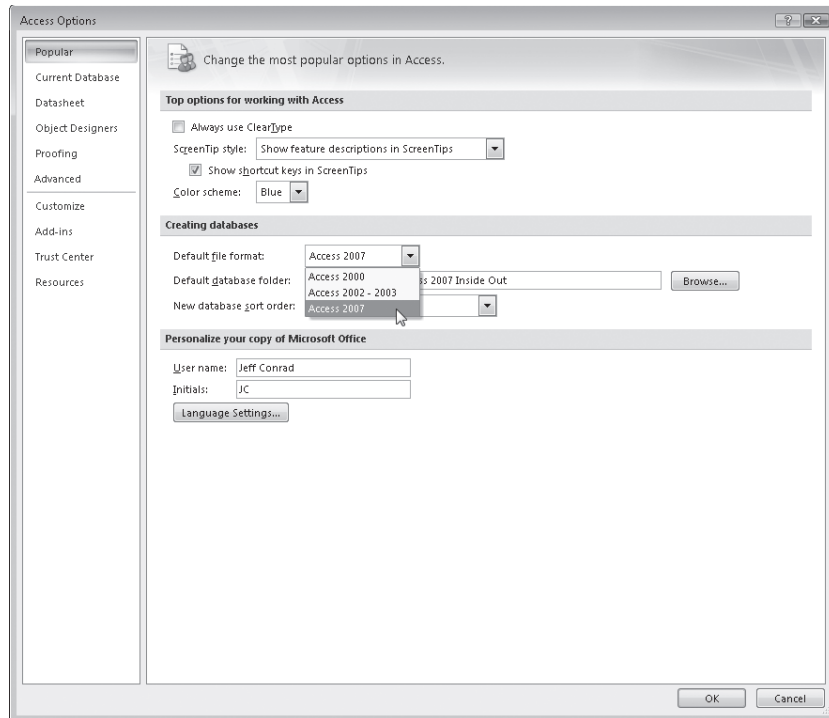 Access Options
Popular
Current Database
Datasheet
Object Designers
Proofing
Advanced
Customize
Add-ins
Trust Center
Resources
Change the most popular options in Access.
Top options for working with Access
Always use ClearType
ScreenTip style: Show feature descriptions in ScreenTips
Show shortcut keys in ScreenTips
Color scheme: Blue
Creating databases
Default file format: Access 2007
Access 2000
Access 2002 - 2003
Access 2007
Default database folder: 2007 Inside Out Browse...
New database sort order:
Personalize your copy of Microsoft Office
User name: Jeff Conrad
Initials: JC
Language Settings...
OK Cancel